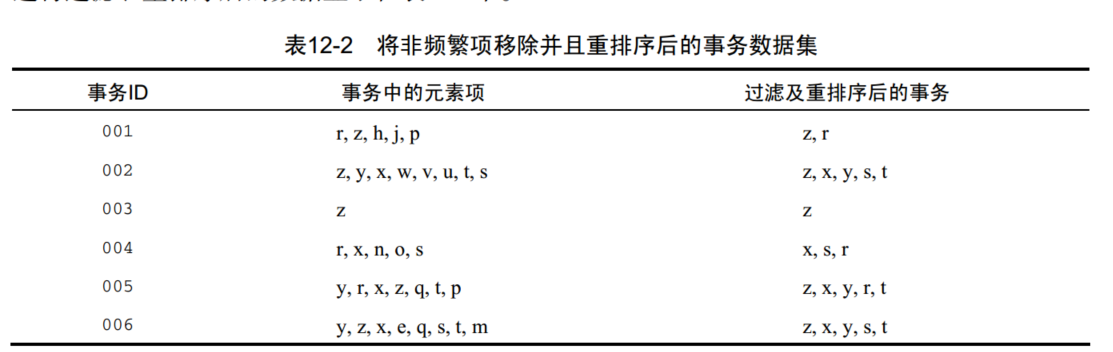 表12-2 将非频繁项移除并且重排序后的事务数据集
事务ID 事务中的元素项 过滤及重排序后的事务
001 r, z, h, j, p z, r
002 z, y, x, w, v, u, t, s z, x, y, s, t
003 z z
004 r, x, n, o, s x, s, r
005 y, r, x, z, q, t, p z, x, y, r, t
006 y, z, x, e, q, s, t, m z, x, y, s, t